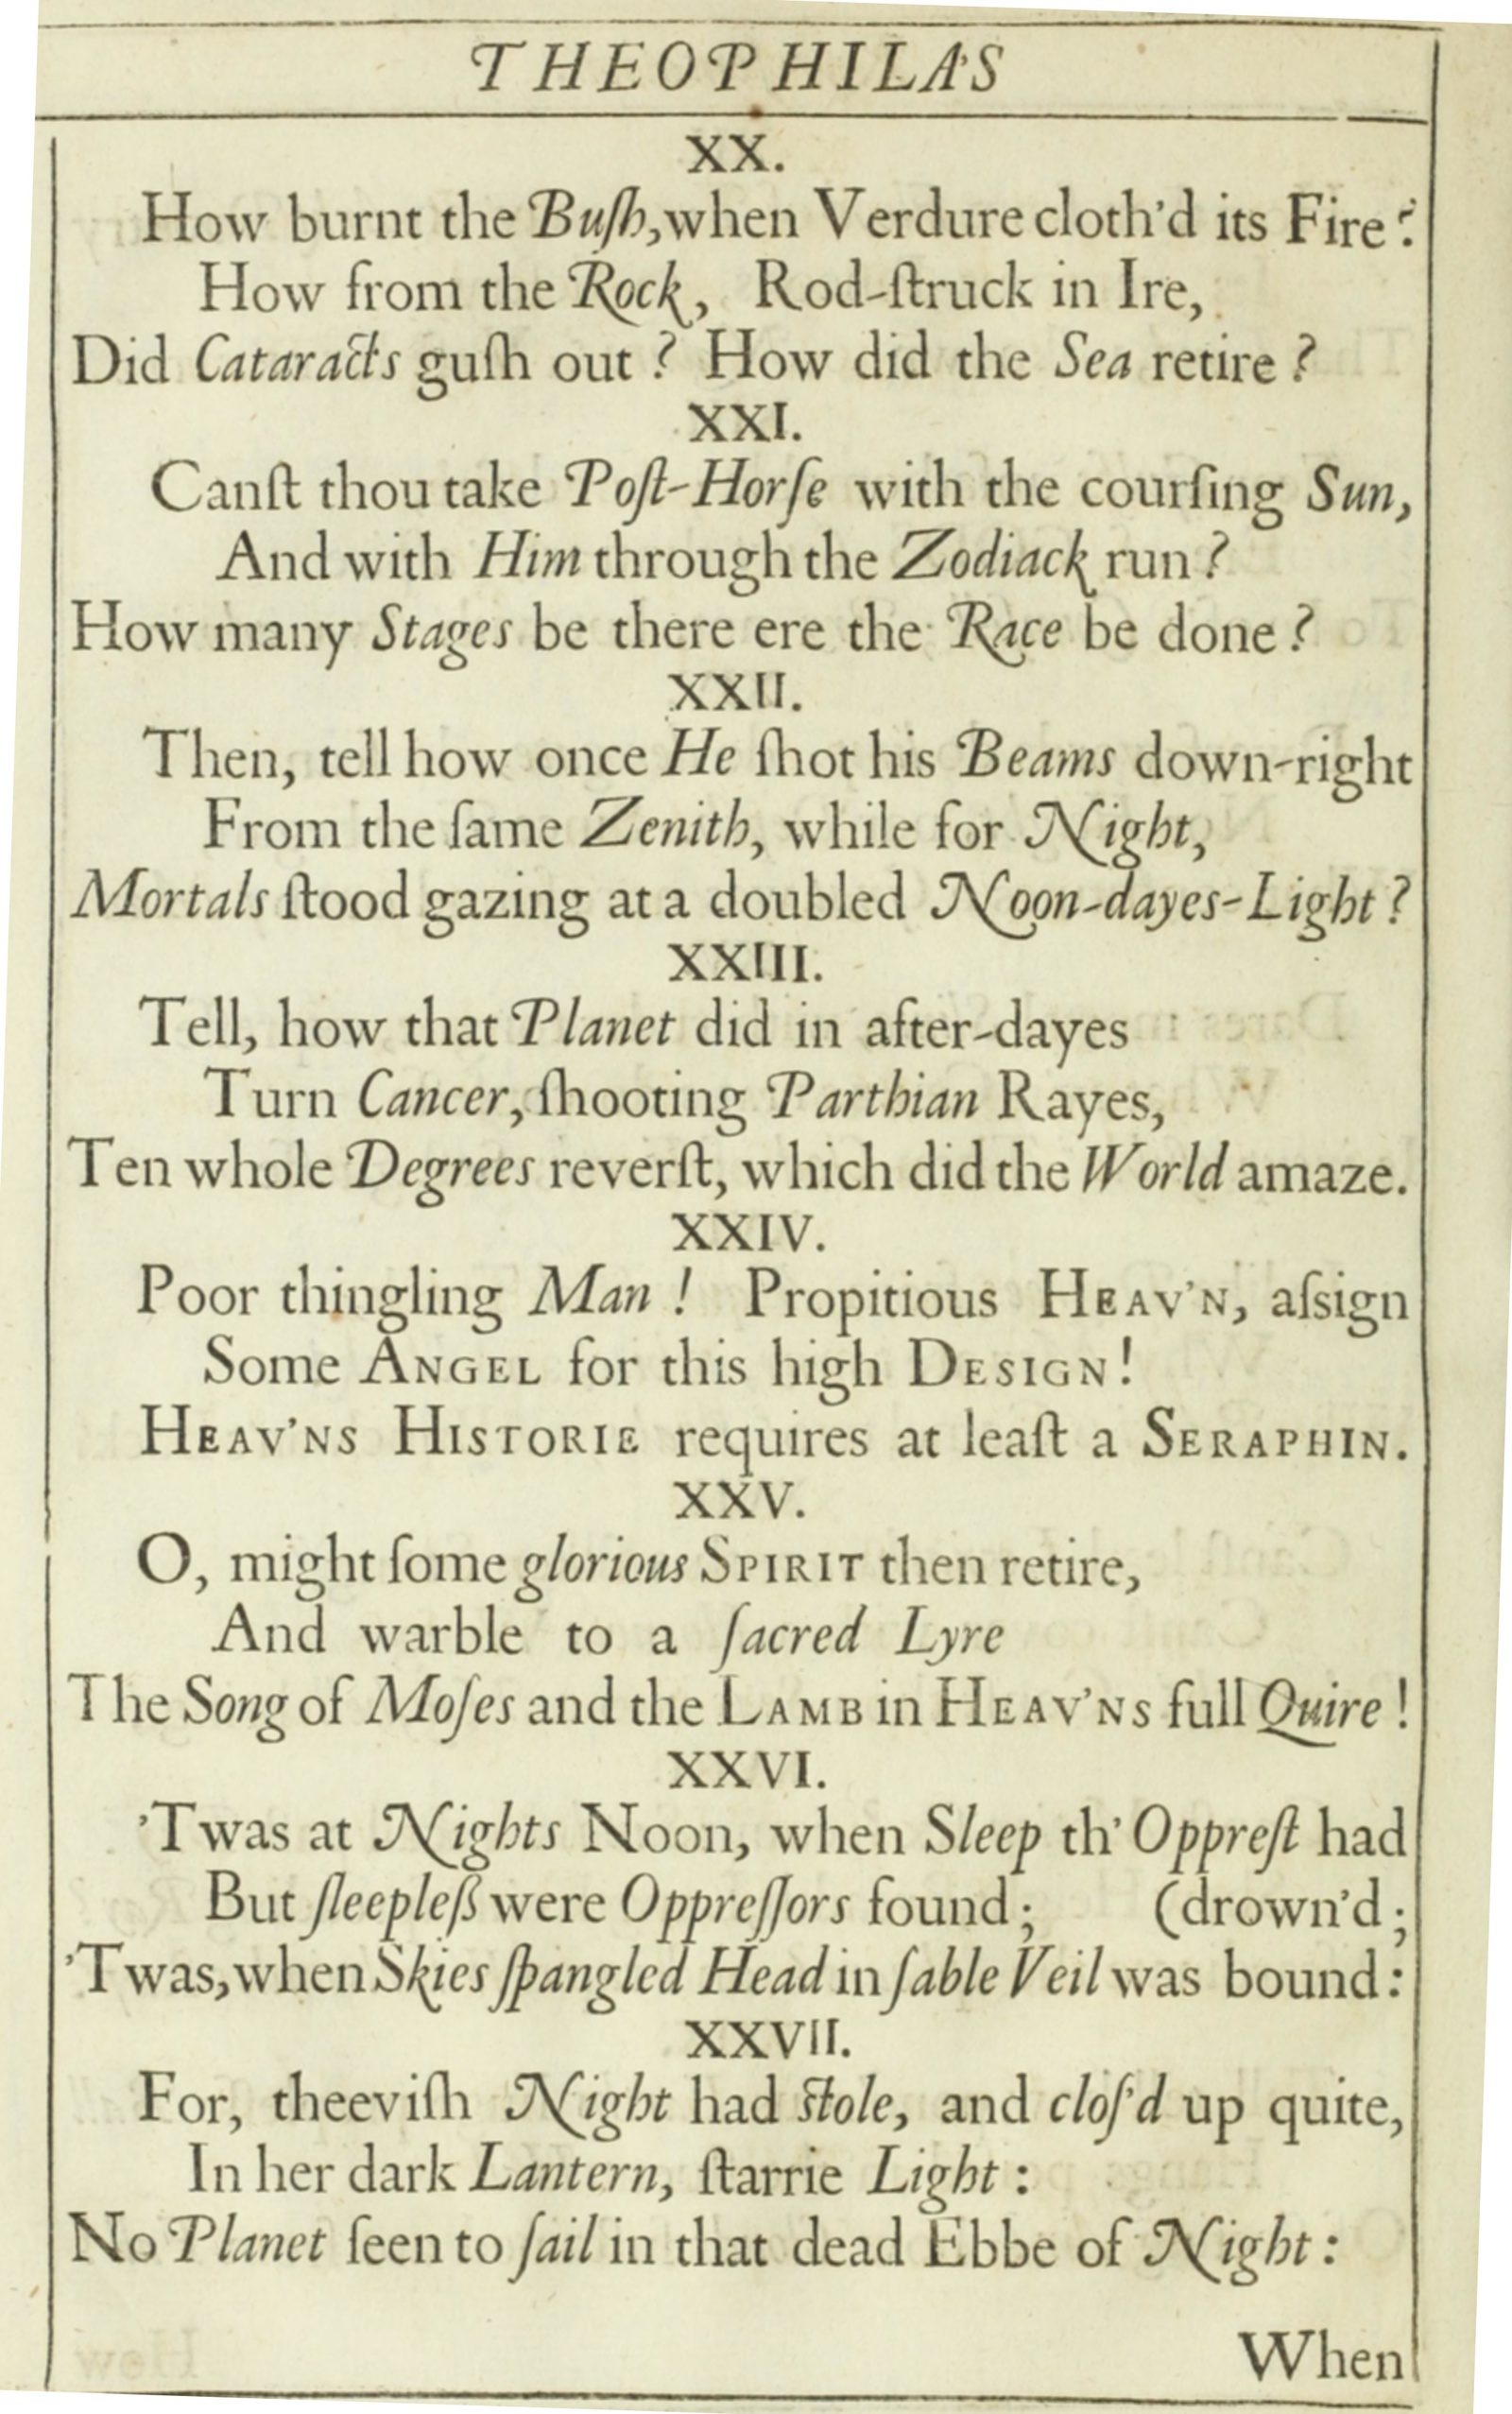 THEOPHILA'S
XX.
How burnt the Buſh, when Verdure cloth'd its Fire?
How from the Rock, Rod-ſtruck in Ire,
Did Cataracts guſh out? How did the Sea retire?
XXI.
Canſt thou take Poſt-Horſe with the courſing Sun,
And with Him through the Zodiack run?
How many Stages be there ere the Race be done?
XXII.
Then, tell how once He ſhot his Beams down-right
From the ſame Zenith, while for Night,
Mortals ſtood gazing at a doubled Noon-dayes-Light?
XXIII.
Tell, how that Planet did in after-dayes
Turn Cancer, ſhooting Parthian Rayes,
Ten whole Degrees reverſt, which did the World amaze.
XXIV.
Poor thingling Man! Propitious HEAV'N, aſsign
Some ANGEL for this high DESIGN!
HEAV'NS HISTORIE requires at leaſt a SERAPHIN.
XXV.
O, might ſome glorious SPIRIT then retire,
And warble to a ſacred Lyre
The Song of Moſes and the LAMB in HEAV'NS full Quire!
XXVI.
'Twas at Nights Noon, when Sleep th' Oppreſt had
But ſleepleß were Oppreſſors found; (drown'd;
'Twas, when Skies ſpangled Head in ſable Veil was bound:
XXVII.
For, theeviſh Night had ſtole, and cloſ'd up quite,
In her dark Lantern, ſtarrie Light:
No Planet ſeen to ſail in that dead Ebbe of Night:
When